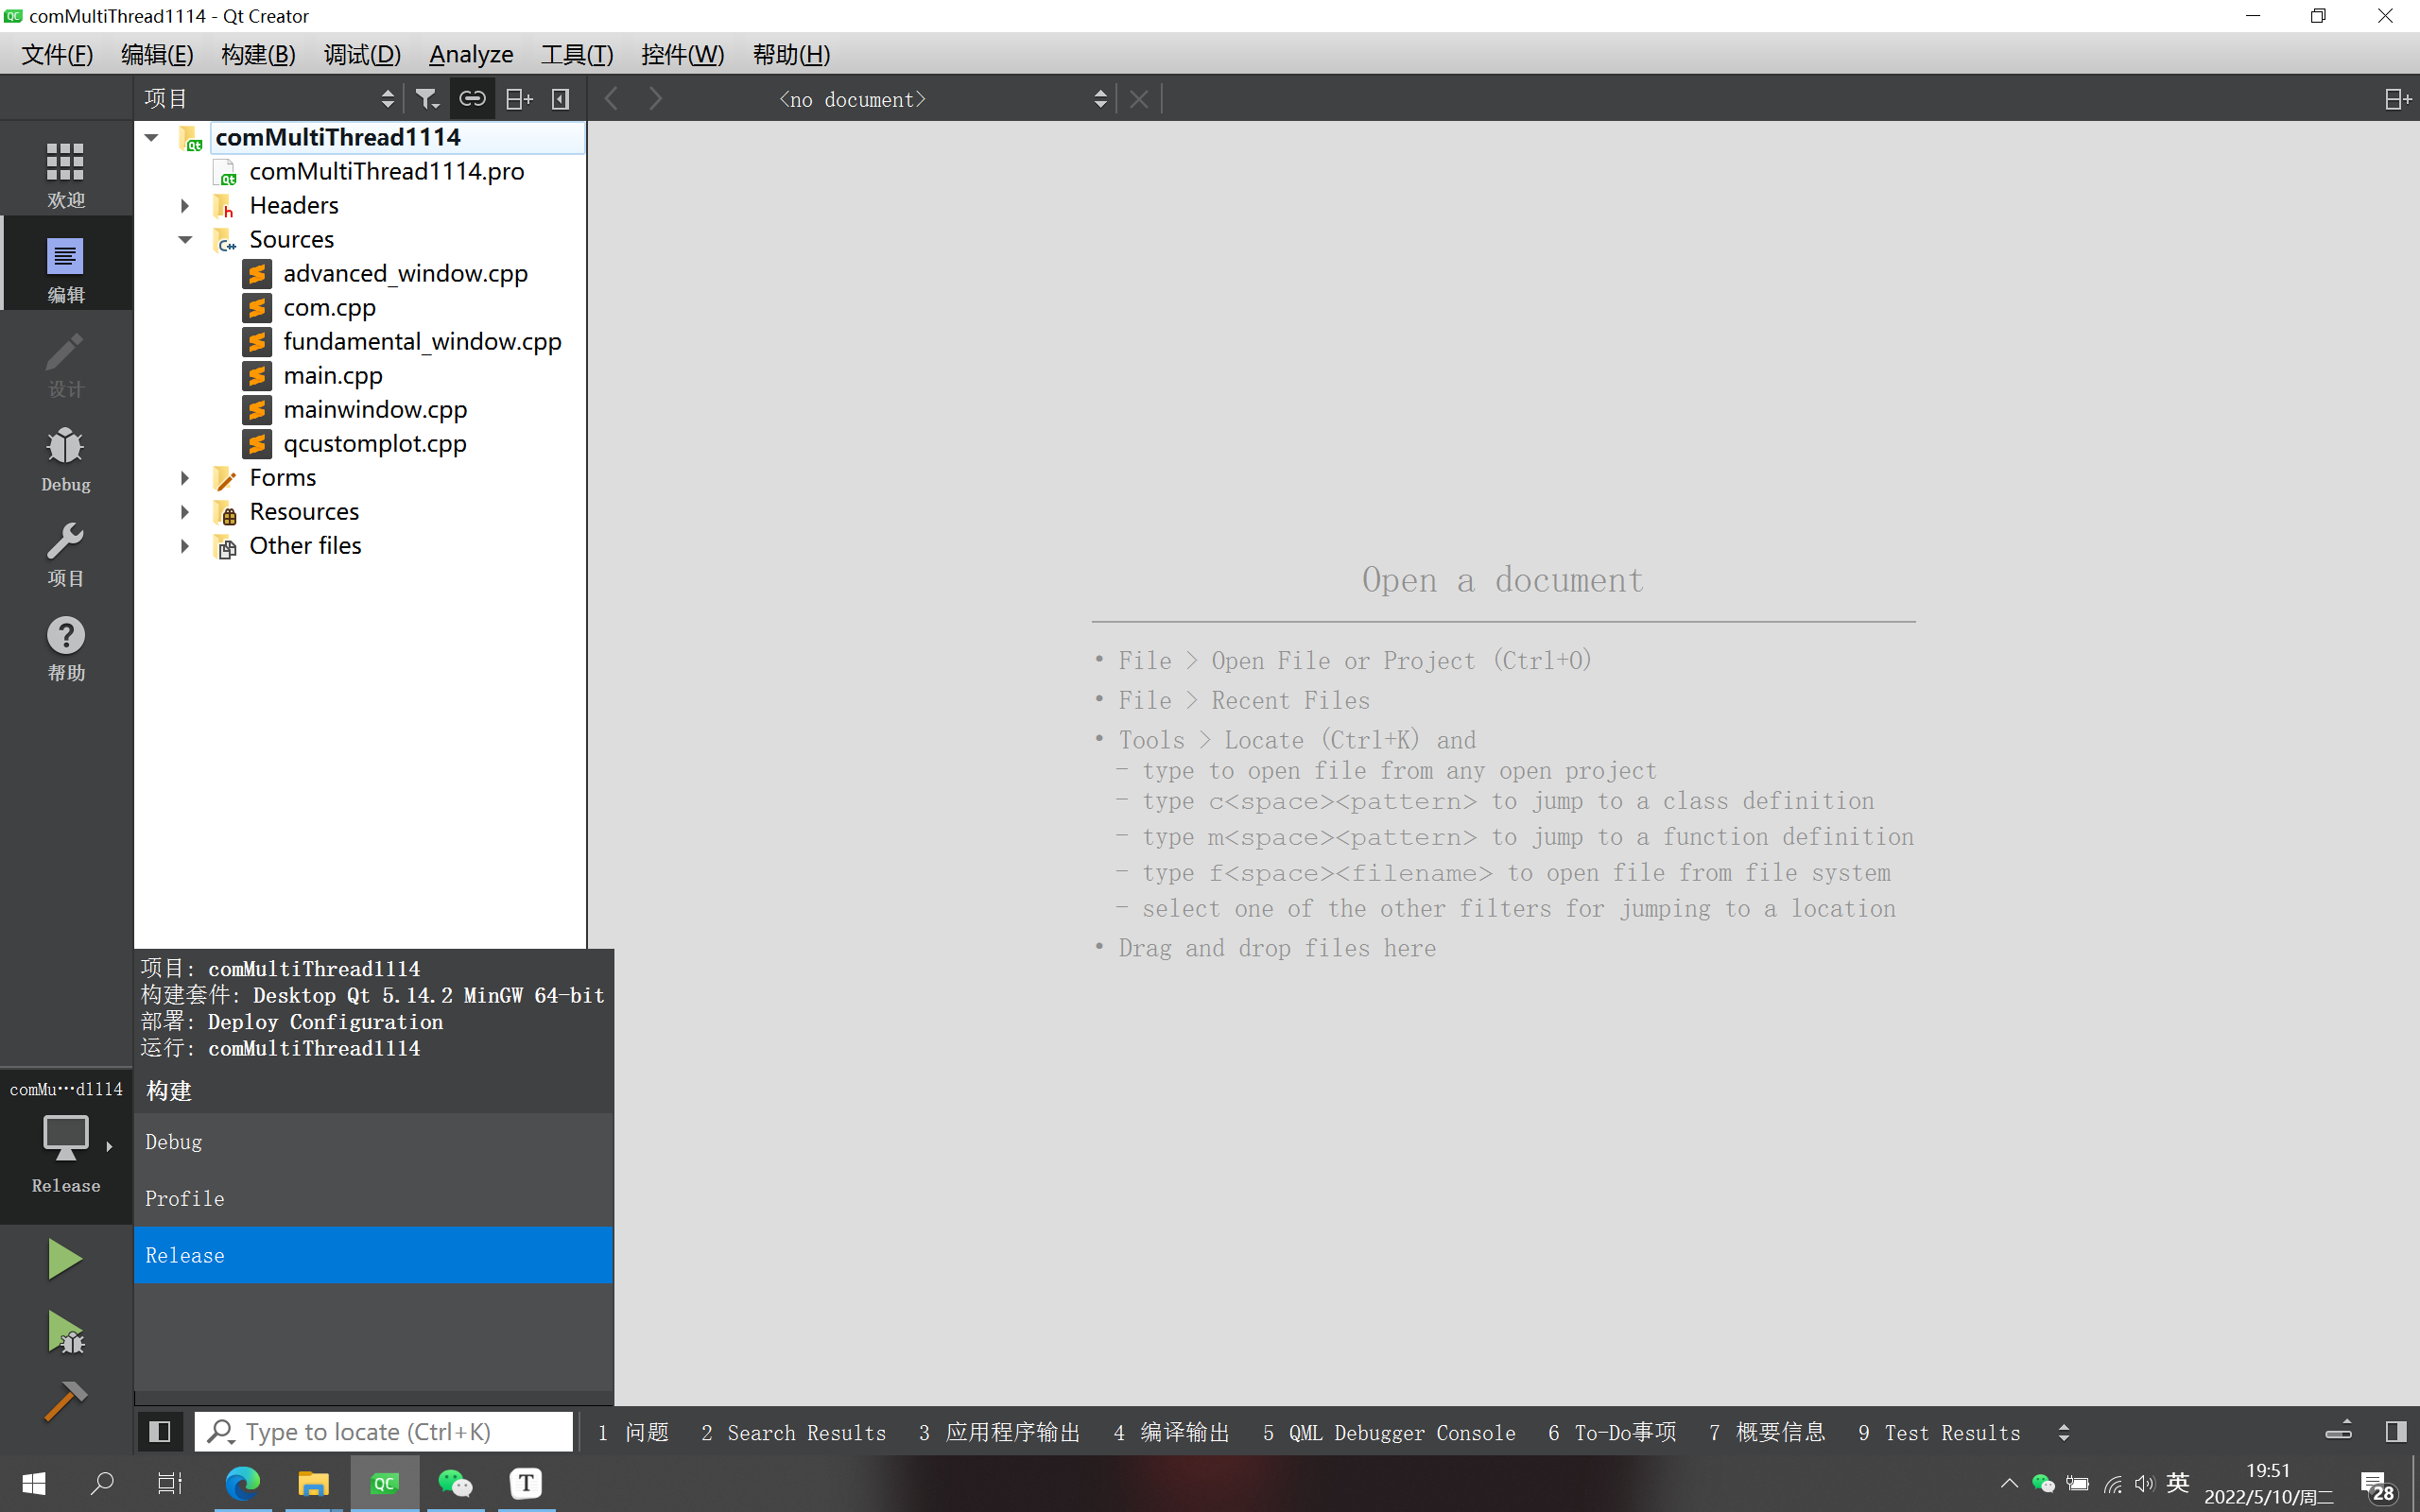 comMultiThread1114 - Qt Creator
文件(F) 编辑(E) 构建(B) 调试(D) Analyze 工具(T) 控件(W) 帮助(H)
项目
<no document>
欢迎
编辑
设计
Debug
项目
帮助
comMultiThread1114
comMultiThread1114.pro
Headers
Sources
advanced_window.cpp
com.cpp
fundamental_window.cpp
main.cpp
mainwindow.cpp
qcustomplot.cpp
Forms
Resources
Other files
Open a document
• File > Open File or Project (Ctrl+O)
• File > Recent Files
• Tools > Locate (Ctrl+K) and
- type to open file from any open project
- type c<space><pattern> to jump to a class definition
- type m<space><pattern> to jump to a function definition
- type f<space><filename> to open file from file system
- select one of the other filters for jumping to a location
• Drag and drop files here
项目: comMultiThread1114
构建套件: Desktop Qt 5.14.2 MinGW 64-bit
部署: Deploy Configuration
运行: comMultiThread1114
构建
Debug
Profile
Release
comMu···d1114
Release
Type to locate (Ctrl+K)
1 问题 2 Search Results 3 应用程序输出 4 编译输出 5 QML Debugger Console 6 To-Do事项 7 概要信息 9 Test Results
英
19:51
2022/5/10/周二
28